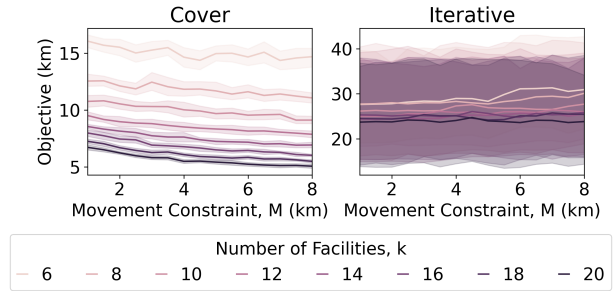 Cover
Iterative
Objective (km)
15
10
5
40
30
20
2 4 6 8
2 4 6 8
Movement Constraint, M (km)
Movement Constraint, M (km)
Number of Facilities, k
6 8 10 12 14 16 18 20